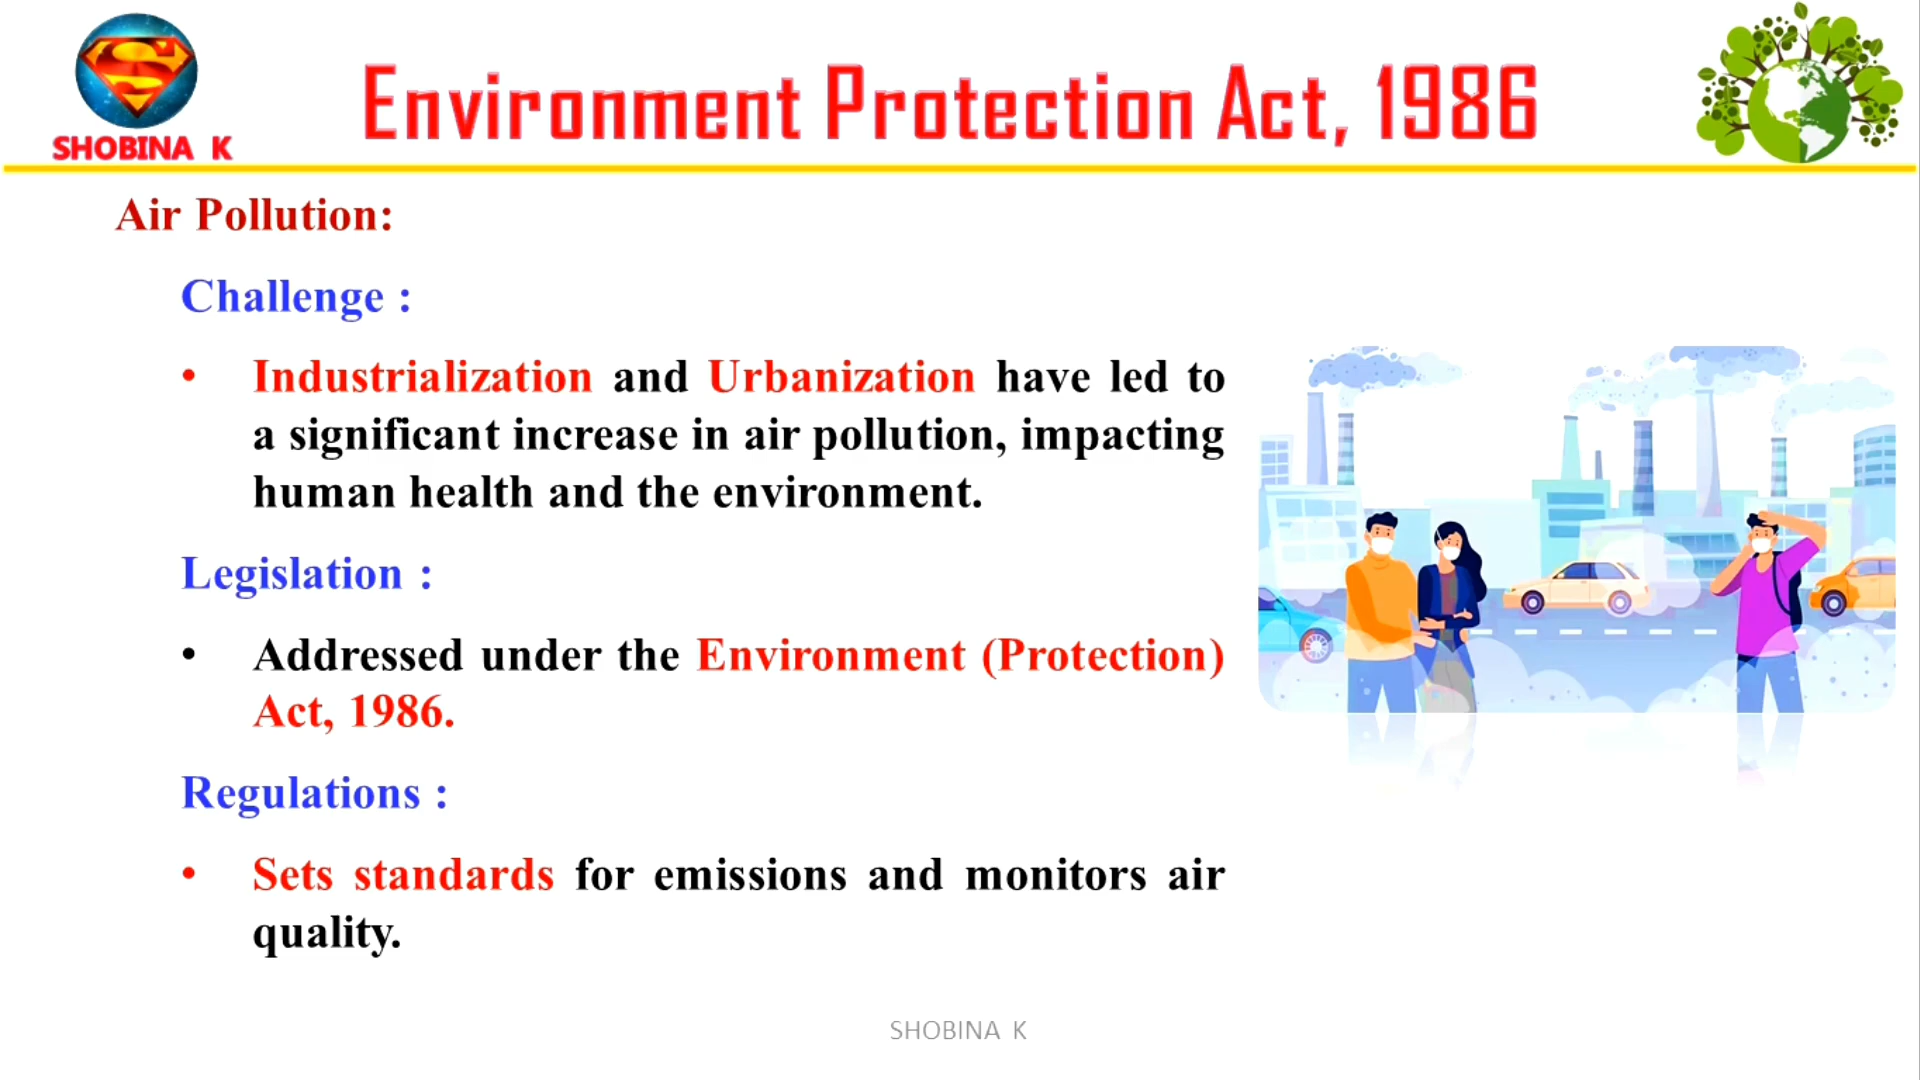 SHOBINA K
Environment Protection Act, 1986
Air Pollution:
Challenge :
• Industrialization and Urbanization have led to
a significant increase in air pollution, impacting
human health and the environment.
Legislation :
• Addressed under the Environment (Protection)
Act, 1986.
Regulations :
• Sets standards for emissions and monitors air
quality.
SHOBINA K